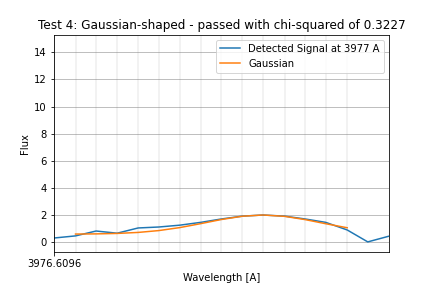 Test 4: Gaussian-shaped - passed with chi-squared of 0.3227
Detected Signal at 3977 A
Gaussian
14
12
10
8
6
4
2
0
Flux
3976.6096
Wavelength [A]